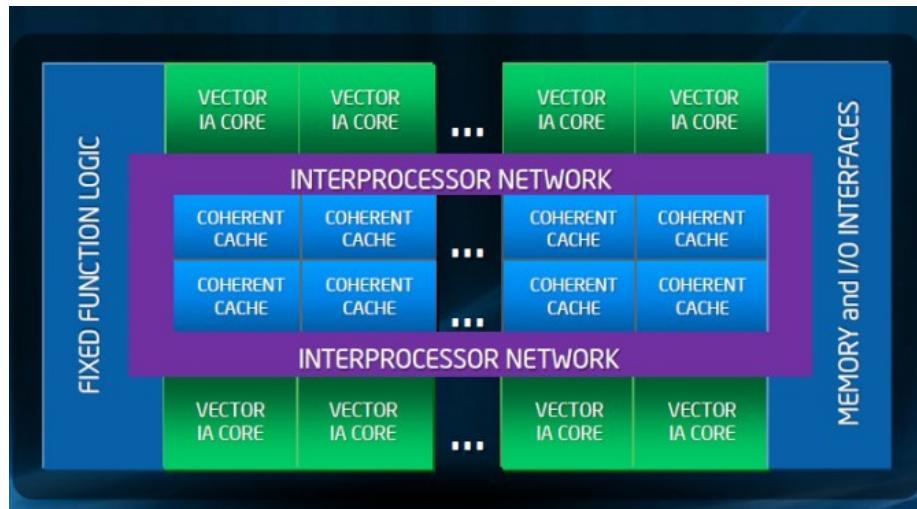 FIXED FUNCTION LOGIC
VECTOR
IA CORE
VECTOR
IA CORE
...
VECTOR
IA CORE
VECTOR
IA CORE
MEMORY and I/O INTERFACES
INTERPROCESSOR NETWORK
COHERENT
CACHE
COHERENT
CACHE
...
COHERENT
CACHE
COHERENT
CACHE
COHERENT
CACHE
COHERENT
CACHE
...
COHERENT
CACHE
COHERENT
CACHE
INTERPROCESSOR NETWORK
VECTOR
IA CORE
VECTOR
IA CORE
...
VECTOR
IA CORE
VECTOR
IA CORE